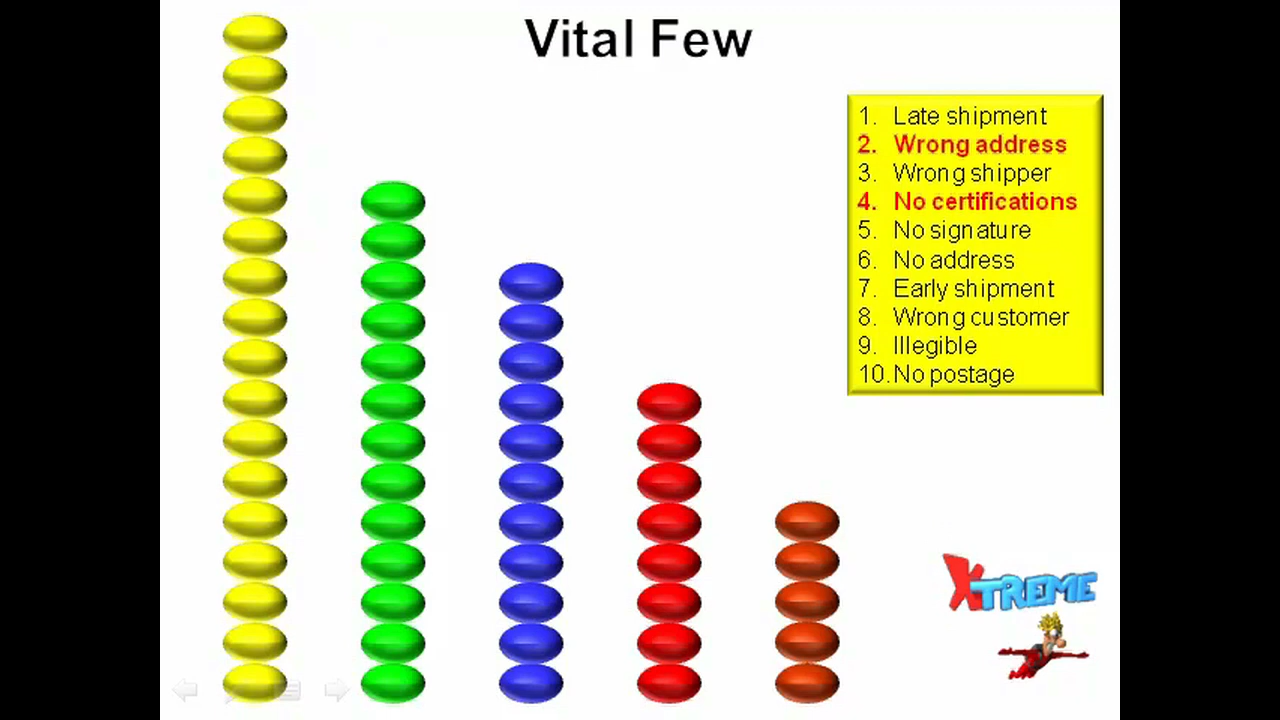 Vital Few
1. Late shipment
2. Wrong address
3. Wrong shipper
4. No certifications
5. No signature
6. No address
7. Early shipment
8. Wrong customer
9. Illegible
10. No postage
XTREME